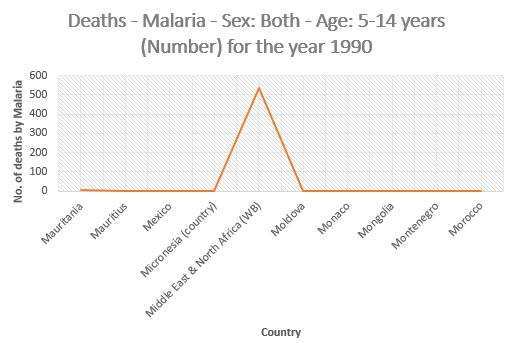 Deaths - Malaria - Sex: Both - Age: 5-14 years
(Number) for the year 1990
600
500
400
300
200
100
0
No. of deaths by Malaria
Mauritania
Mauritius
Mexico
Micronesia (country)
Middle East & North Africa (WB)
Moldova
Monaco
Mongolia
Montenegro
Morocco
Country